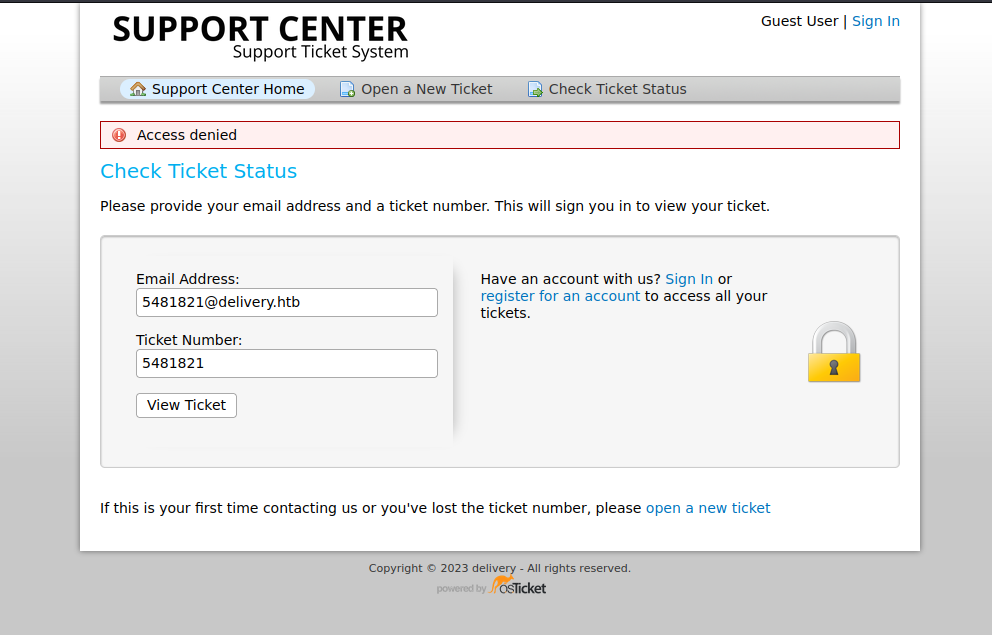 SUPPORT CENTER
Support Ticket System
Guest User | Sign In
Support Center Home
Open a New Ticket
Check Ticket Status
Access denied
Check Ticket Status
Please provide your email address and a ticket number. This will sign you in to view your ticket.
Email Address:
5481821@delivery.htb
Ticket Number:
5481821
View Ticket
Have an account with us? Sign In or
register for an account to access all your
tickets.
If this is your first time contacting us or you've lost the ticket number, please open a new ticket
Copyright © 2023 delivery - All rights reserved.
powered by osTicket